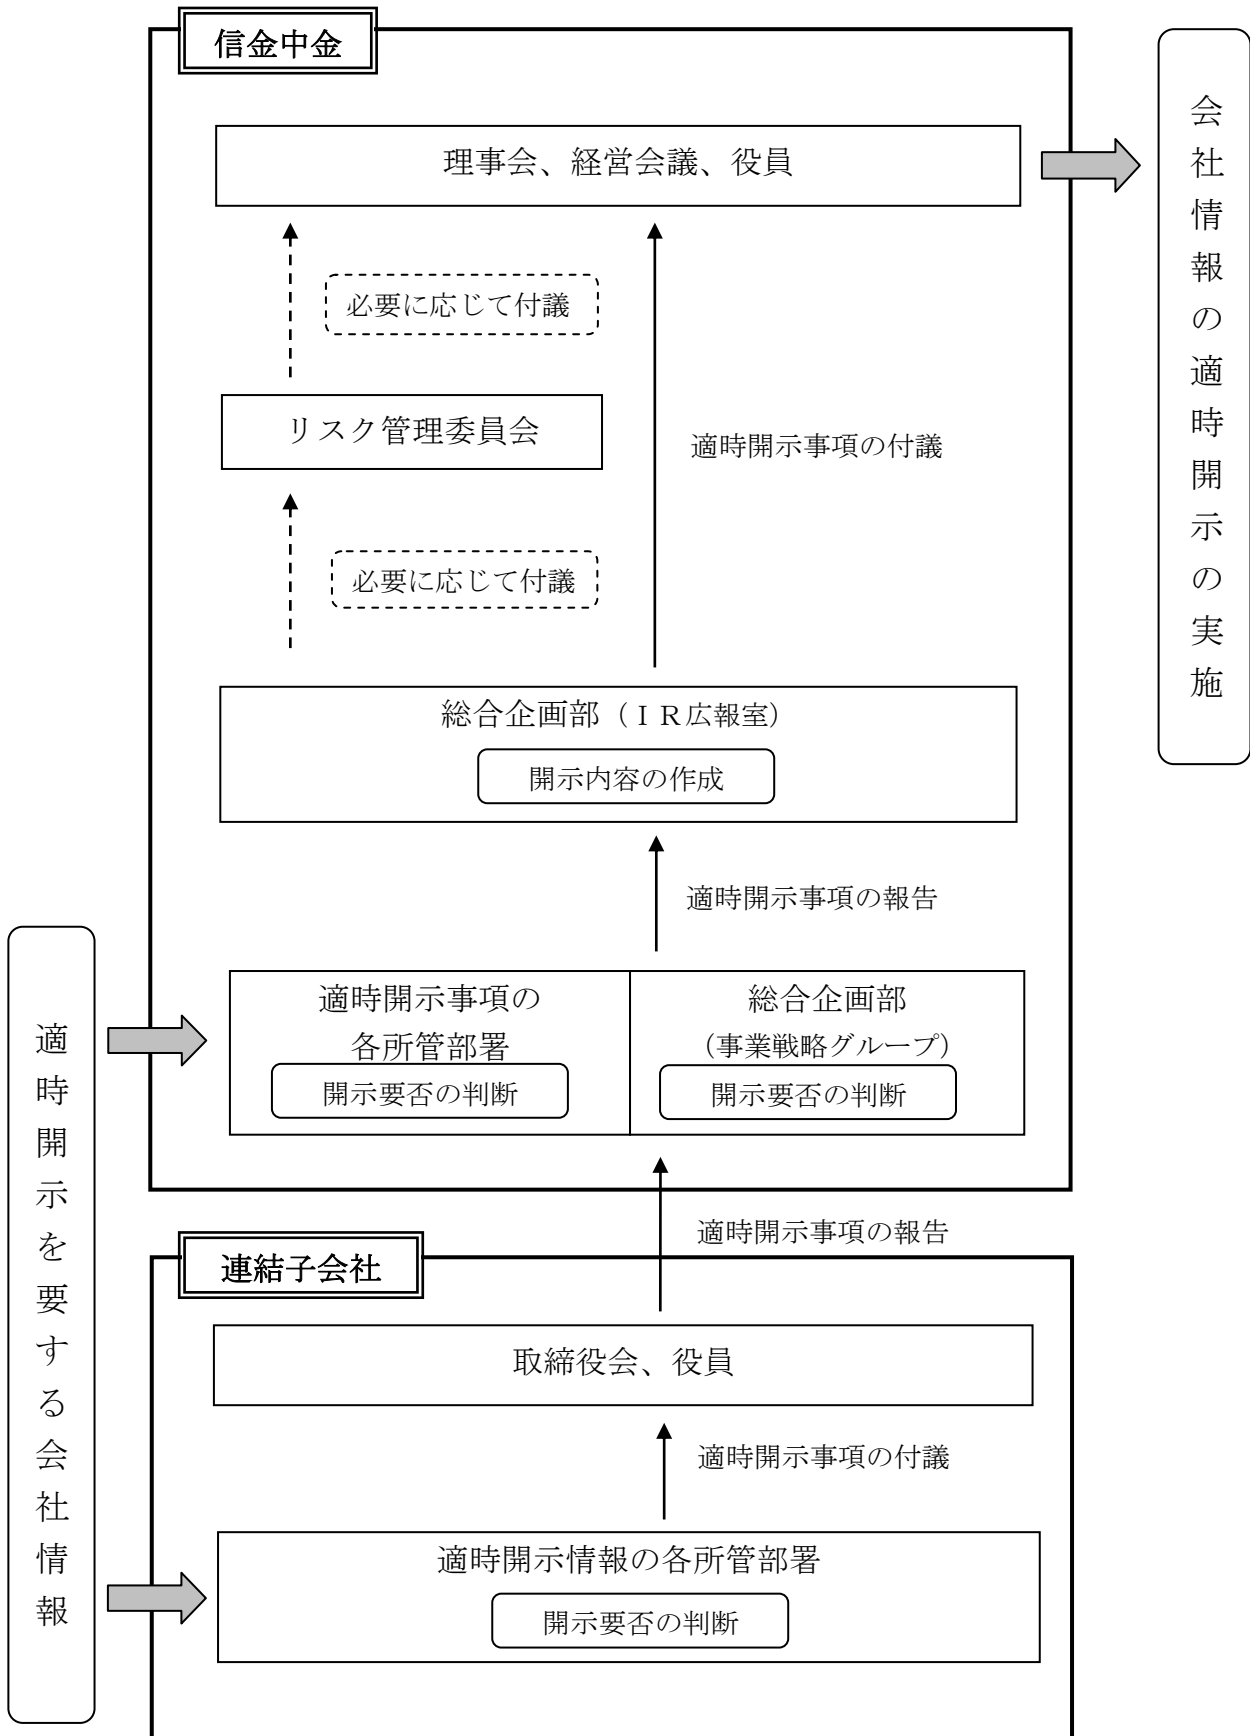 信金中金
理事会、経営会議、役員
必要に応じて付議
リスク管理委員会
適時開示事項の付議
必要に応じて付議
総合企画部（ＩＲ広報室）
開示内容の作成
適時開示事項の報告
適時開示事項の
各所管部署
開示要否の判断
総合企画部
（事業戦略グループ）
開示要否の判断
適時開示事項の報告
連結子会社
取締役会、役員
適時開示事項の付議
適時開示情報の各所管部署
開示要否の判断
適時開示を要する会社情報
会社情報の適時開示の実施